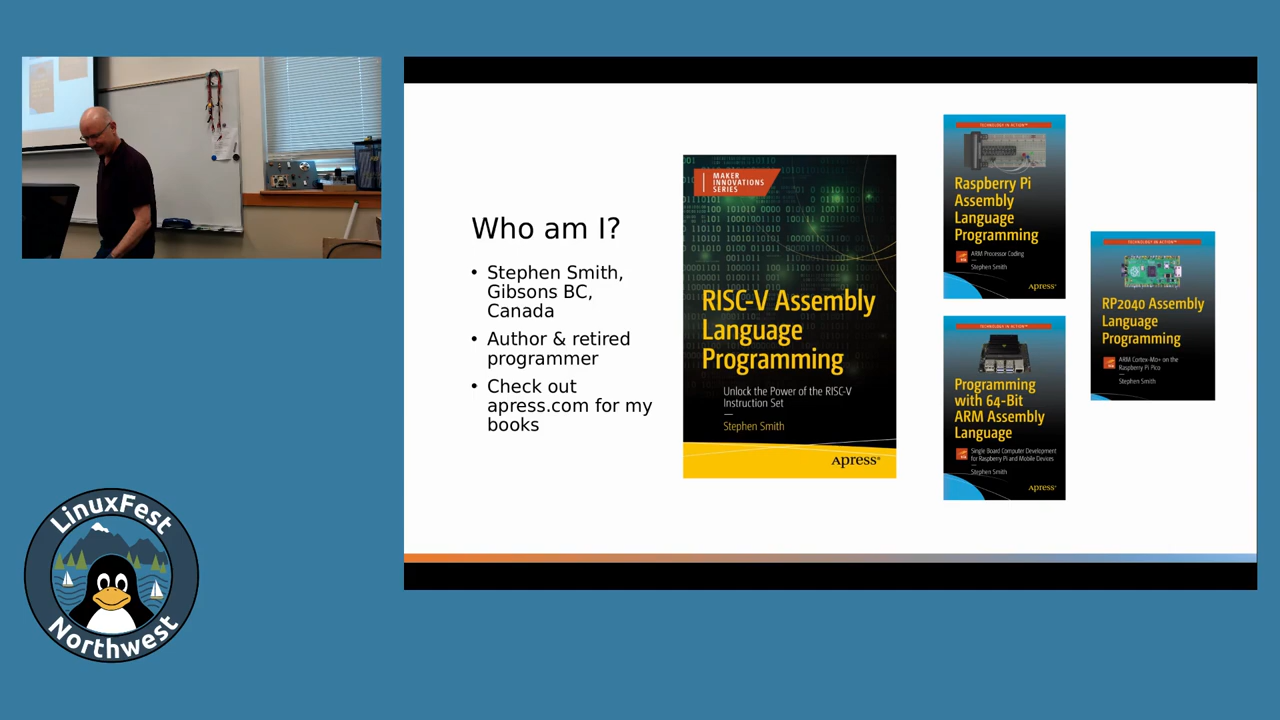 Who am I?
• Stephen Smith,
Gibsons BC,
Canada
• Author & retired
programmer
• Check out
apress.com for my
books
MAKER
INNOVATIONS
SERIES
RISC-V Assembly
Language
Programming
Unlock the Power of the RISC-V
Instruction Set
Stephen Smith
Apress®
TECHNOLOGY IN ACTION™
Raspberry Pi
Assembly
Language
Programming
ARM Processor Coding
Stephen Smith
Apress®
TECHNOLOGY IN ACTION™
Programming
with 64-Bit
ARM Assembly
Language
Single Board Computer Development
for Raspberry Pi and Mobile Devices
Stephen Smith
Apress®
TECHNOLOGY IN ACTION™
RP2040 Assembly
Language
Programming
ARM Cortex-M0+ on the
Raspberry Pi Pico
Stephen Smith
LinuxFest
Northwest